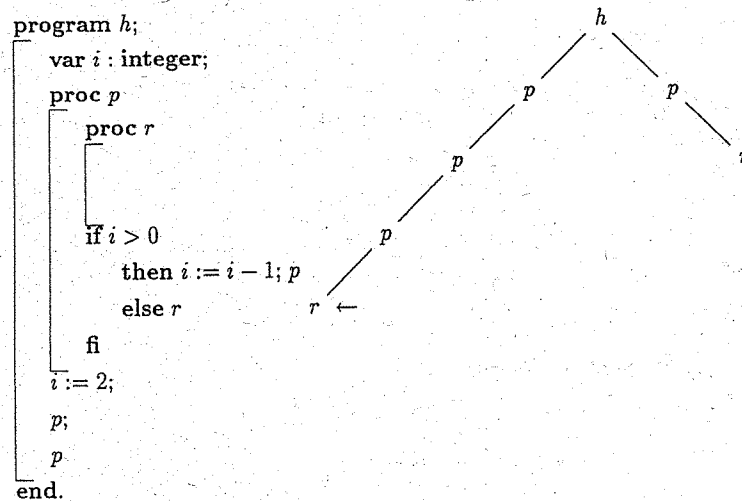 program h;
var i : integer;
proc p
proc r
if i > 0
then i := i − 1; p
else r
fi
i := 2;
p;
p
end.
h
p p
p
p
r ←